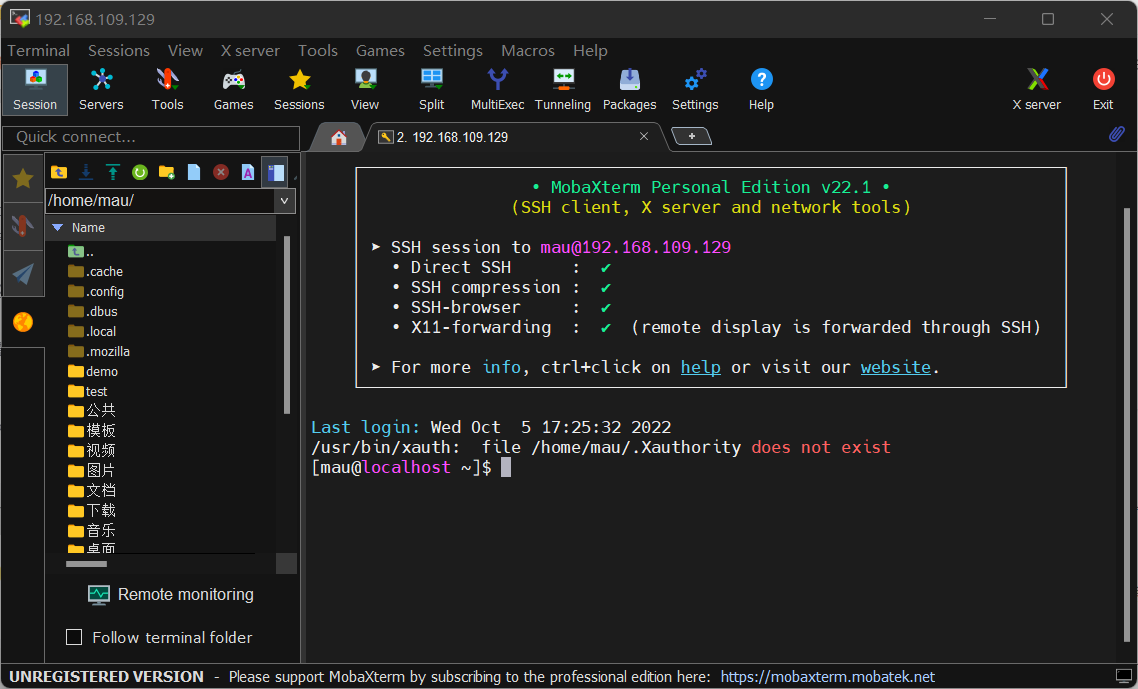 192.168.109.129
Terminal Sessions View X server Tools Games Settings Macros Help
Session Servers Tools Games Sessions View Split MultiExec Tunneling Packages Settings Help X server Exit
Quick connect...
2. 192.168.109.129
/home/mau/
Name
..
.cache
.config
.dbus
.local
.mozilla
demo
test
公共
模板
视频
图片
文档
下载
音乐
桌面
Remote monitoring
Follow terminal folder
• MobaXterm Personal Edition v22.1 •
(SSH client, X server and network tools)
➤ SSH session to mau@192.168.109.129
• Direct SSH : ✔
• SSH compression : ✔
• SSH-browser : ✔
• X11-forwarding : ✔ (remote display is forwarded through SSH)
➤ For more info, ctrl+click on help or visit our website.
Last login: Wed Oct  5 17:25:32 2022
/usr/bin/xauth:  file /home/mau/.Xauthority does not exist
[mau@localhost ~]$
UNREGISTERED VERSION - Please support MobaXterm by subscribing to the professional edition here: https://mobaxterm.mobatek.net